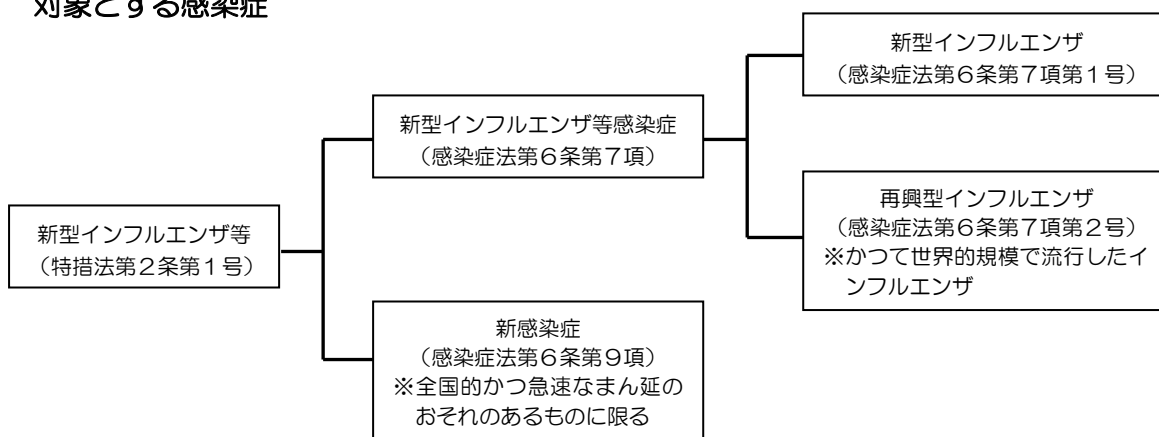 対象とする感染症
新型インフルエンザ
（感染症法第６条第７項第１号）
新型インフルエンザ等感染症
（感染症法第６条第７項）
再興型インフルエンザ
（感染症法第６条第７項第２号）
※かつて世界的規模で流行したイ
ンフルエンザ
新型インフルエンザ等
（特措法第２条第１号）
新感染症
（感染症法第６条第９項）
※全国的かつ急速なまん延の
おそれのあるものに限る